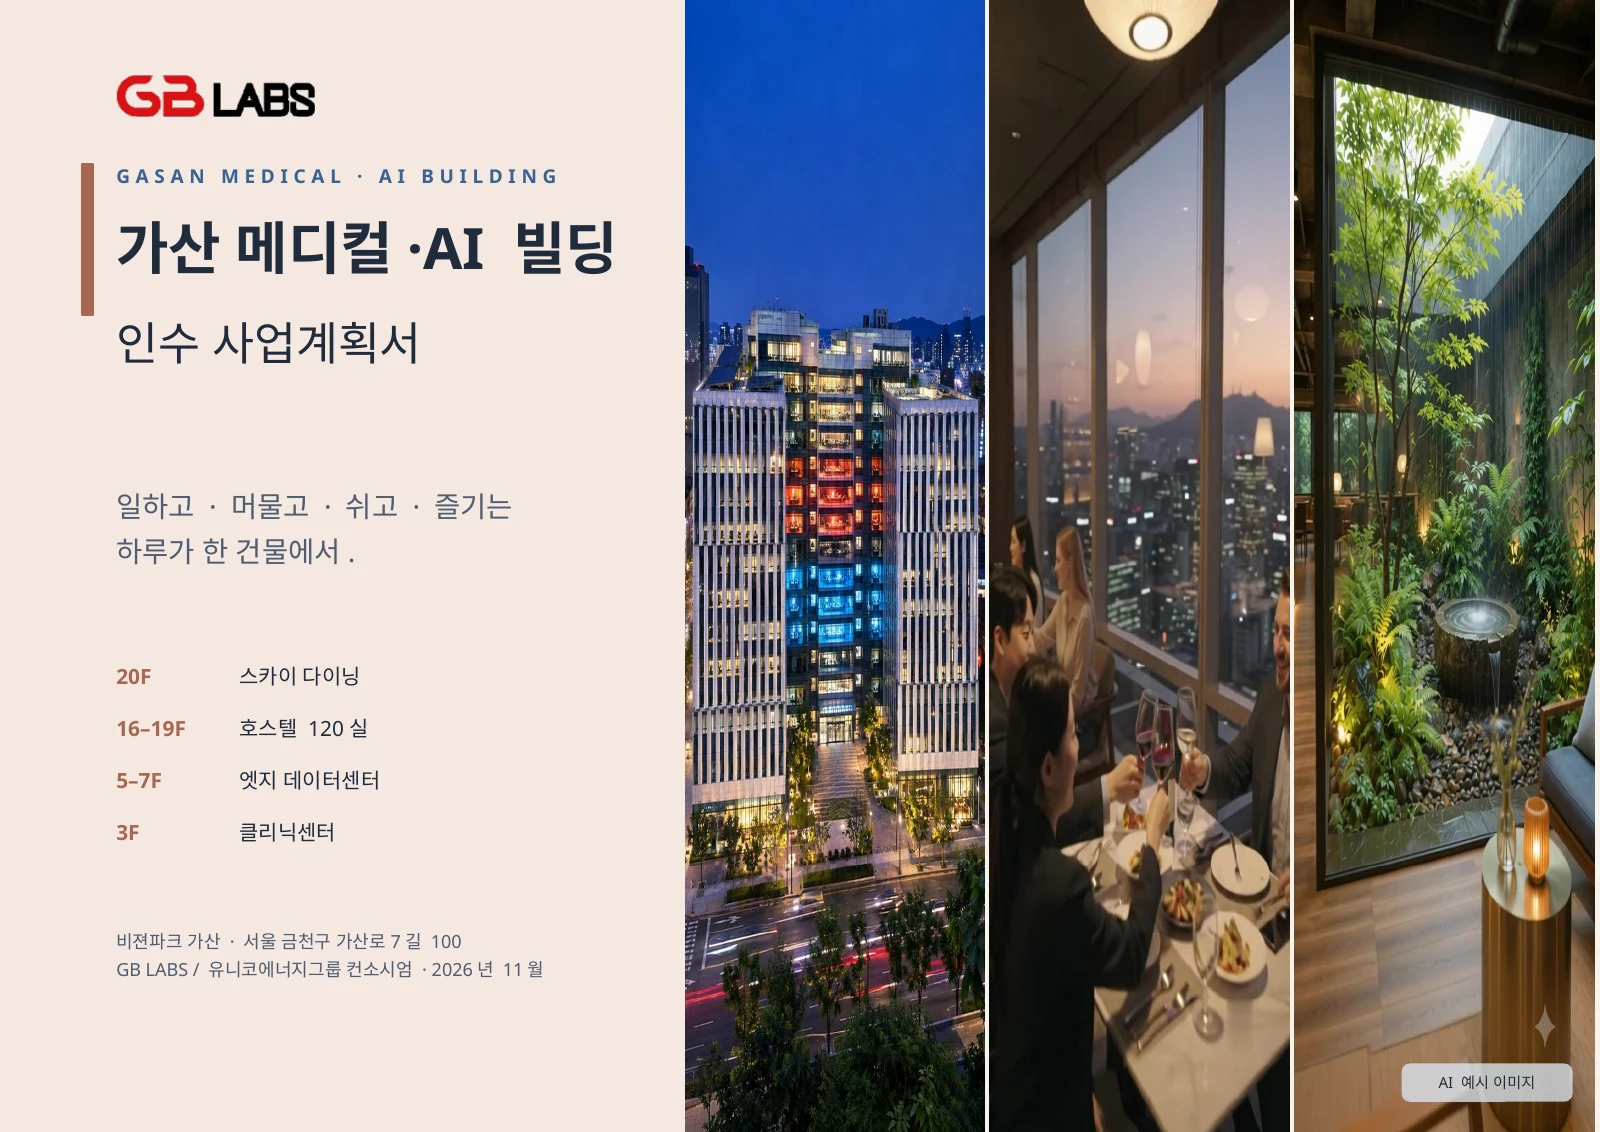 GB LABS
GASAN MEDICAL · AI BUILDING
가산 메디컬 ·AI 빌딩
인수 사업계획서
일하고 · 머물고 · 쉬고 · 즐기는
하루가 한 건물에서 .
20F 스카이 다이닝
16–19F 호스텔 120 실
5–7F 엣지 데이터센터
3F 클리닉센터
비젼파크 가산 · 서울 금천구 가산로 7 길 100
GB LABS / 유니코에너지그룹 컨소시엄 · 2026 년 11 월
AI 예시 이미지